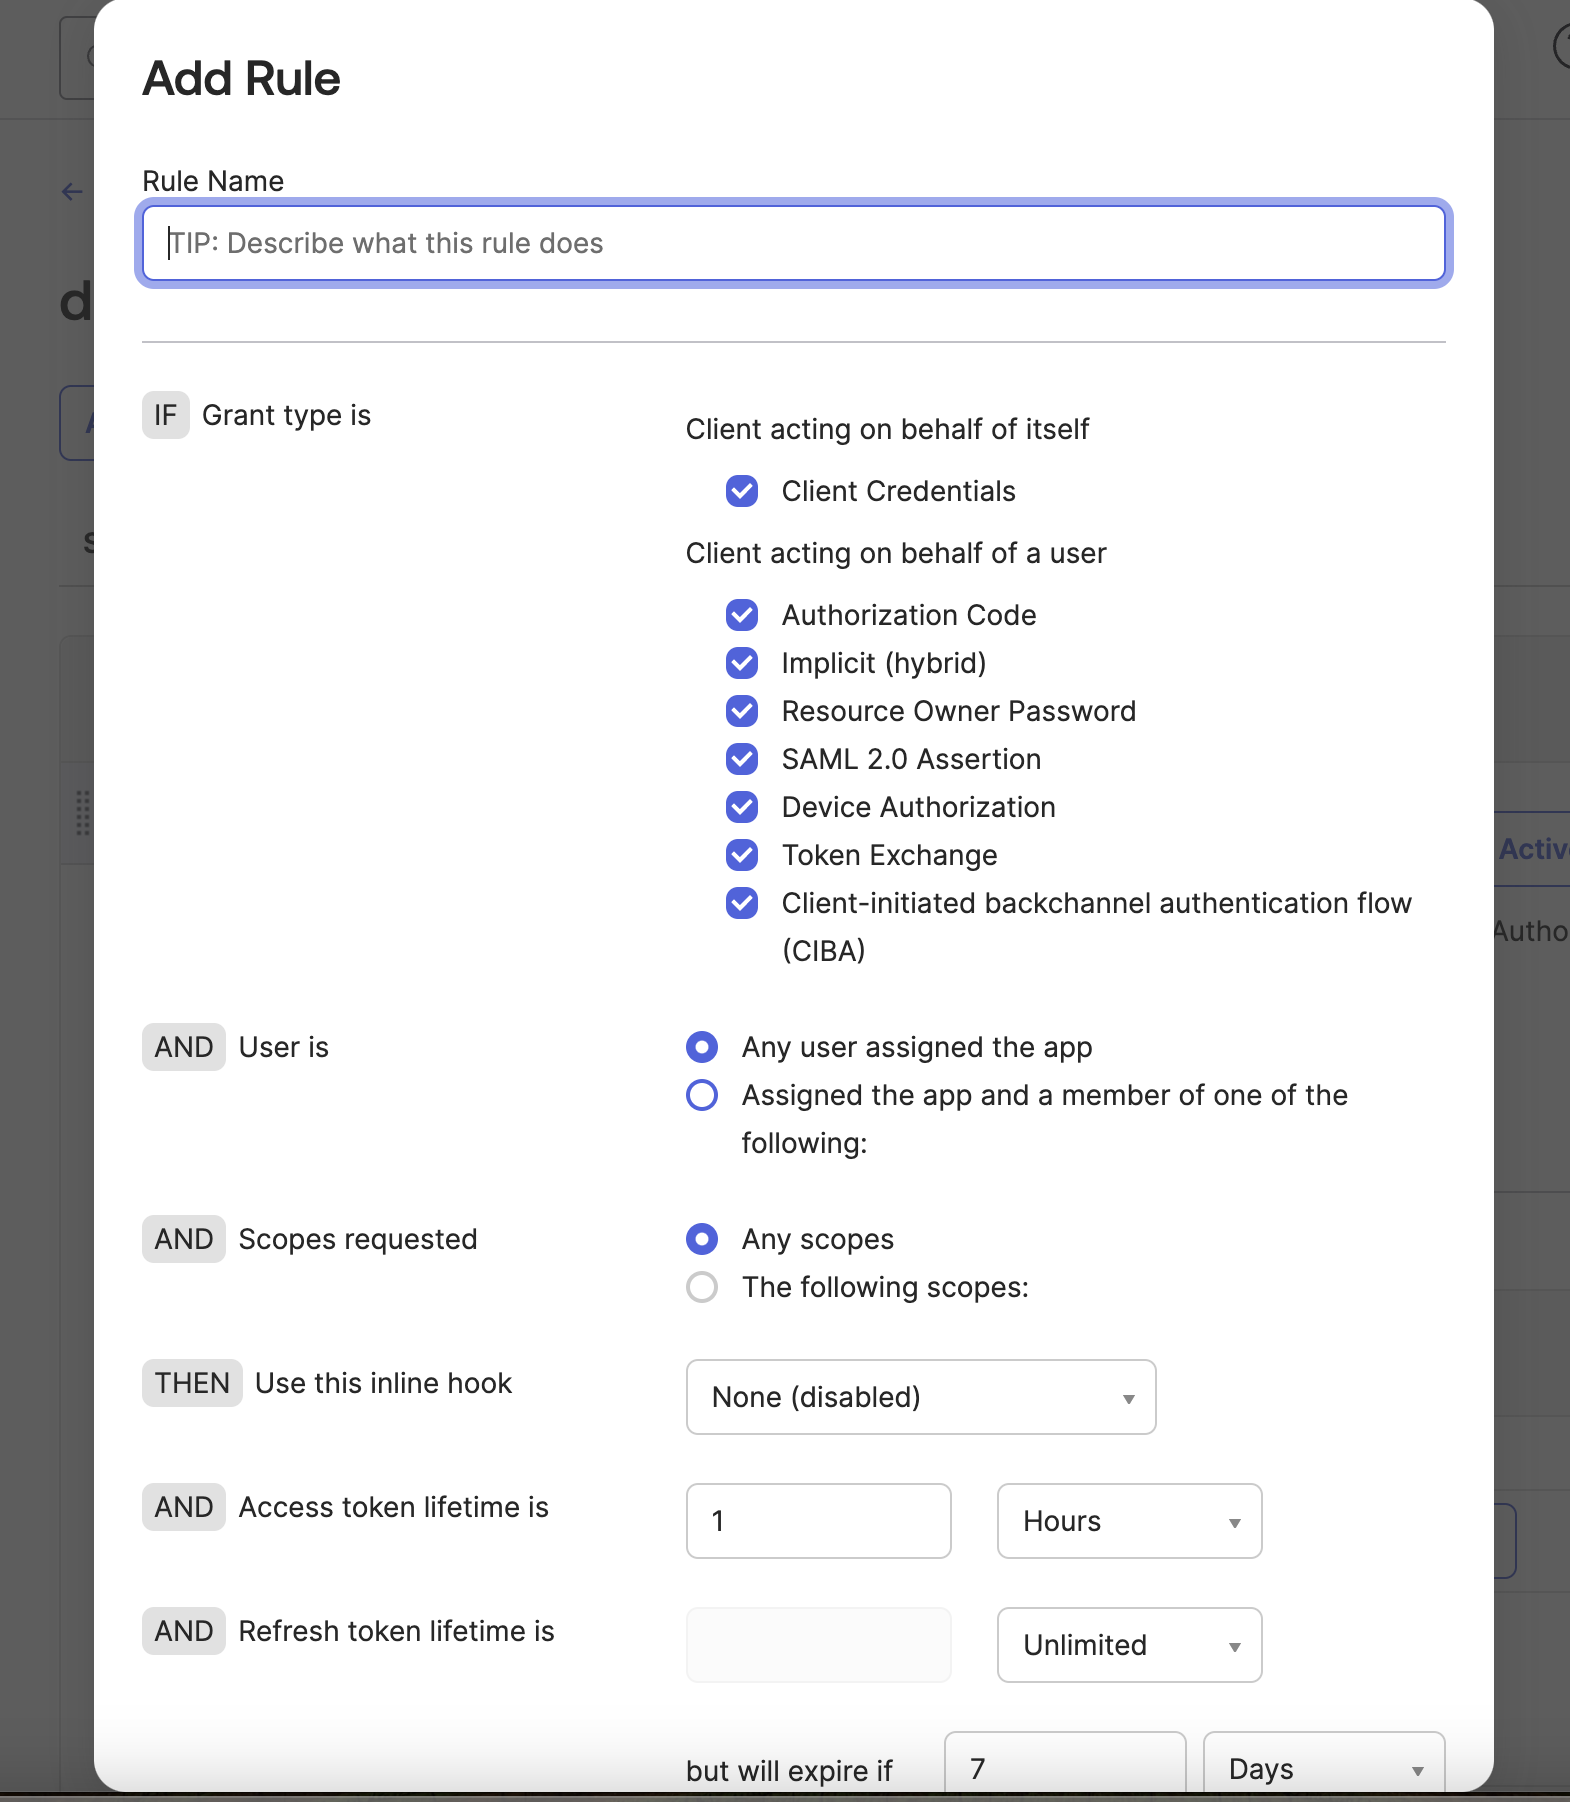 Add Rule
Rule Name
TIP: Describe what this rule does
IF Grant type is
Client acting on behalf of itself
Client Credentials
Client acting on behalf of a user
Authorization Code
Implicit (hybrid)
Resource Owner Password
SAML 2.0 Assertion
Device Authorization
Token Exchange
Client-initiated backchannel authentication flow
(CIBA)
AND User is
Any user assigned the app
Assigned the app and a member of one of the
following:
AND Scopes requested
Any scopes
The following scopes:
THEN Use this inline hook
None (disabled)
AND Access token lifetime is
1 Hours
AND Refresh token lifetime is
Unlimited
but will expire if 7 Days